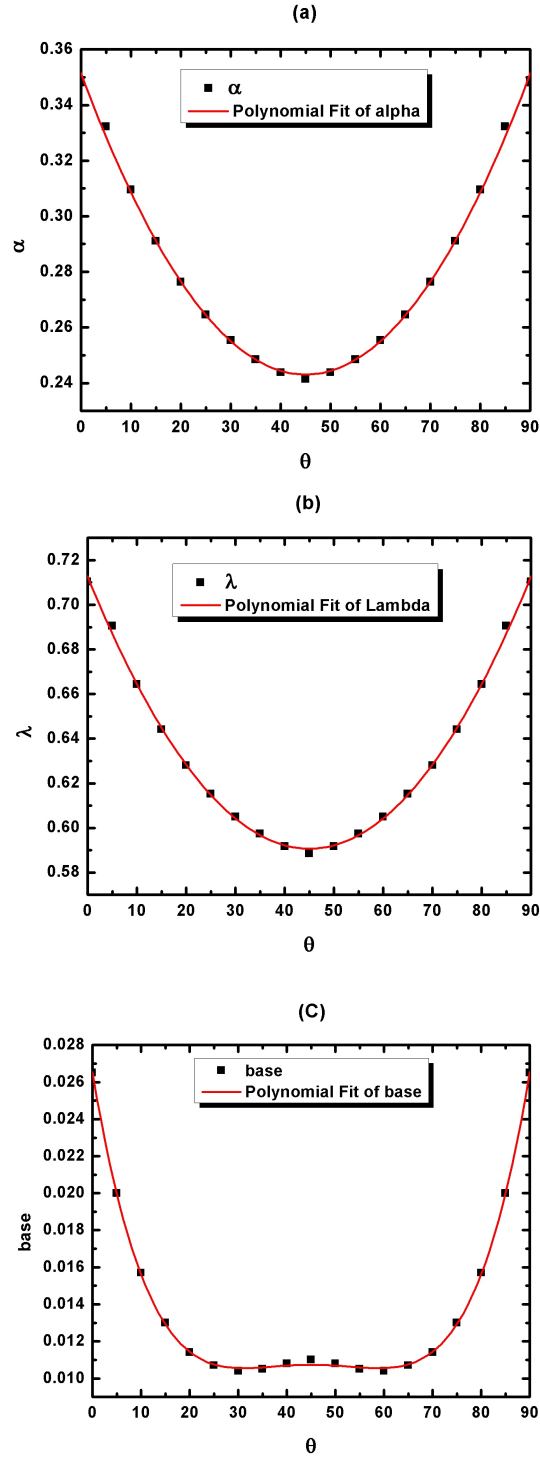 (a)
0.36
0.34
0.32
0.30
0.28
0.26
0.24
α
α
Polynomial Fit of alpha
0 10 20 30 40 50 60 70 80 90
θ
(b)
0.72
0.70
0.68
0.66
0.64
0.62
0.60
0.58
λ
λ
Polynomial Fit of Lambda
0 10 20 30 40 50 60 70 80 90
θ
(C)
0.028
0.026
0.024
0.022
0.020
0.018
0.016
0.014
0.012
0.010
base
base
Polynomial Fit of base
0 10 20 30 40 50 60 70 80 90
θ